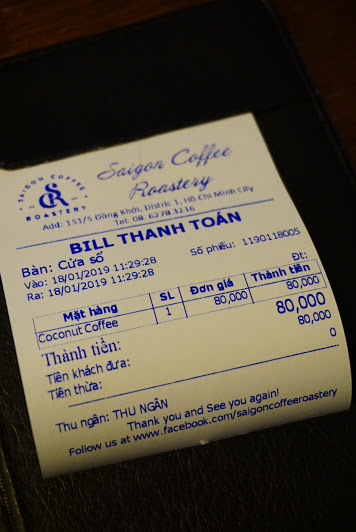 SAIGON COFFEE
SCR
ROASTERY
Saigon Coffee
Roastery
Add: 151/5 Đồng Khởi, Distric 1, Hồ Chí Minh City
Tel: 08. 6278.3236
BILL THANH TOÁN
Bàn: Cửa sổ
Số phiếu: 1190118005
Vào: 18/01/2019 11:29:28
Ra: 18/01/2019 11:29:28
Đt:
Mặt hàng SL Đơn giá Thành tiền
Coconut Coffee 1 80,000 80,000
Thành tiền: 80,000
Tiền khách đưa: 80,000
Tiền thừa: 0
Thu ngân: THU NGÂN
Thank you and See you again!
Follow us at www.facebook.com/saigoncoffeeroastery